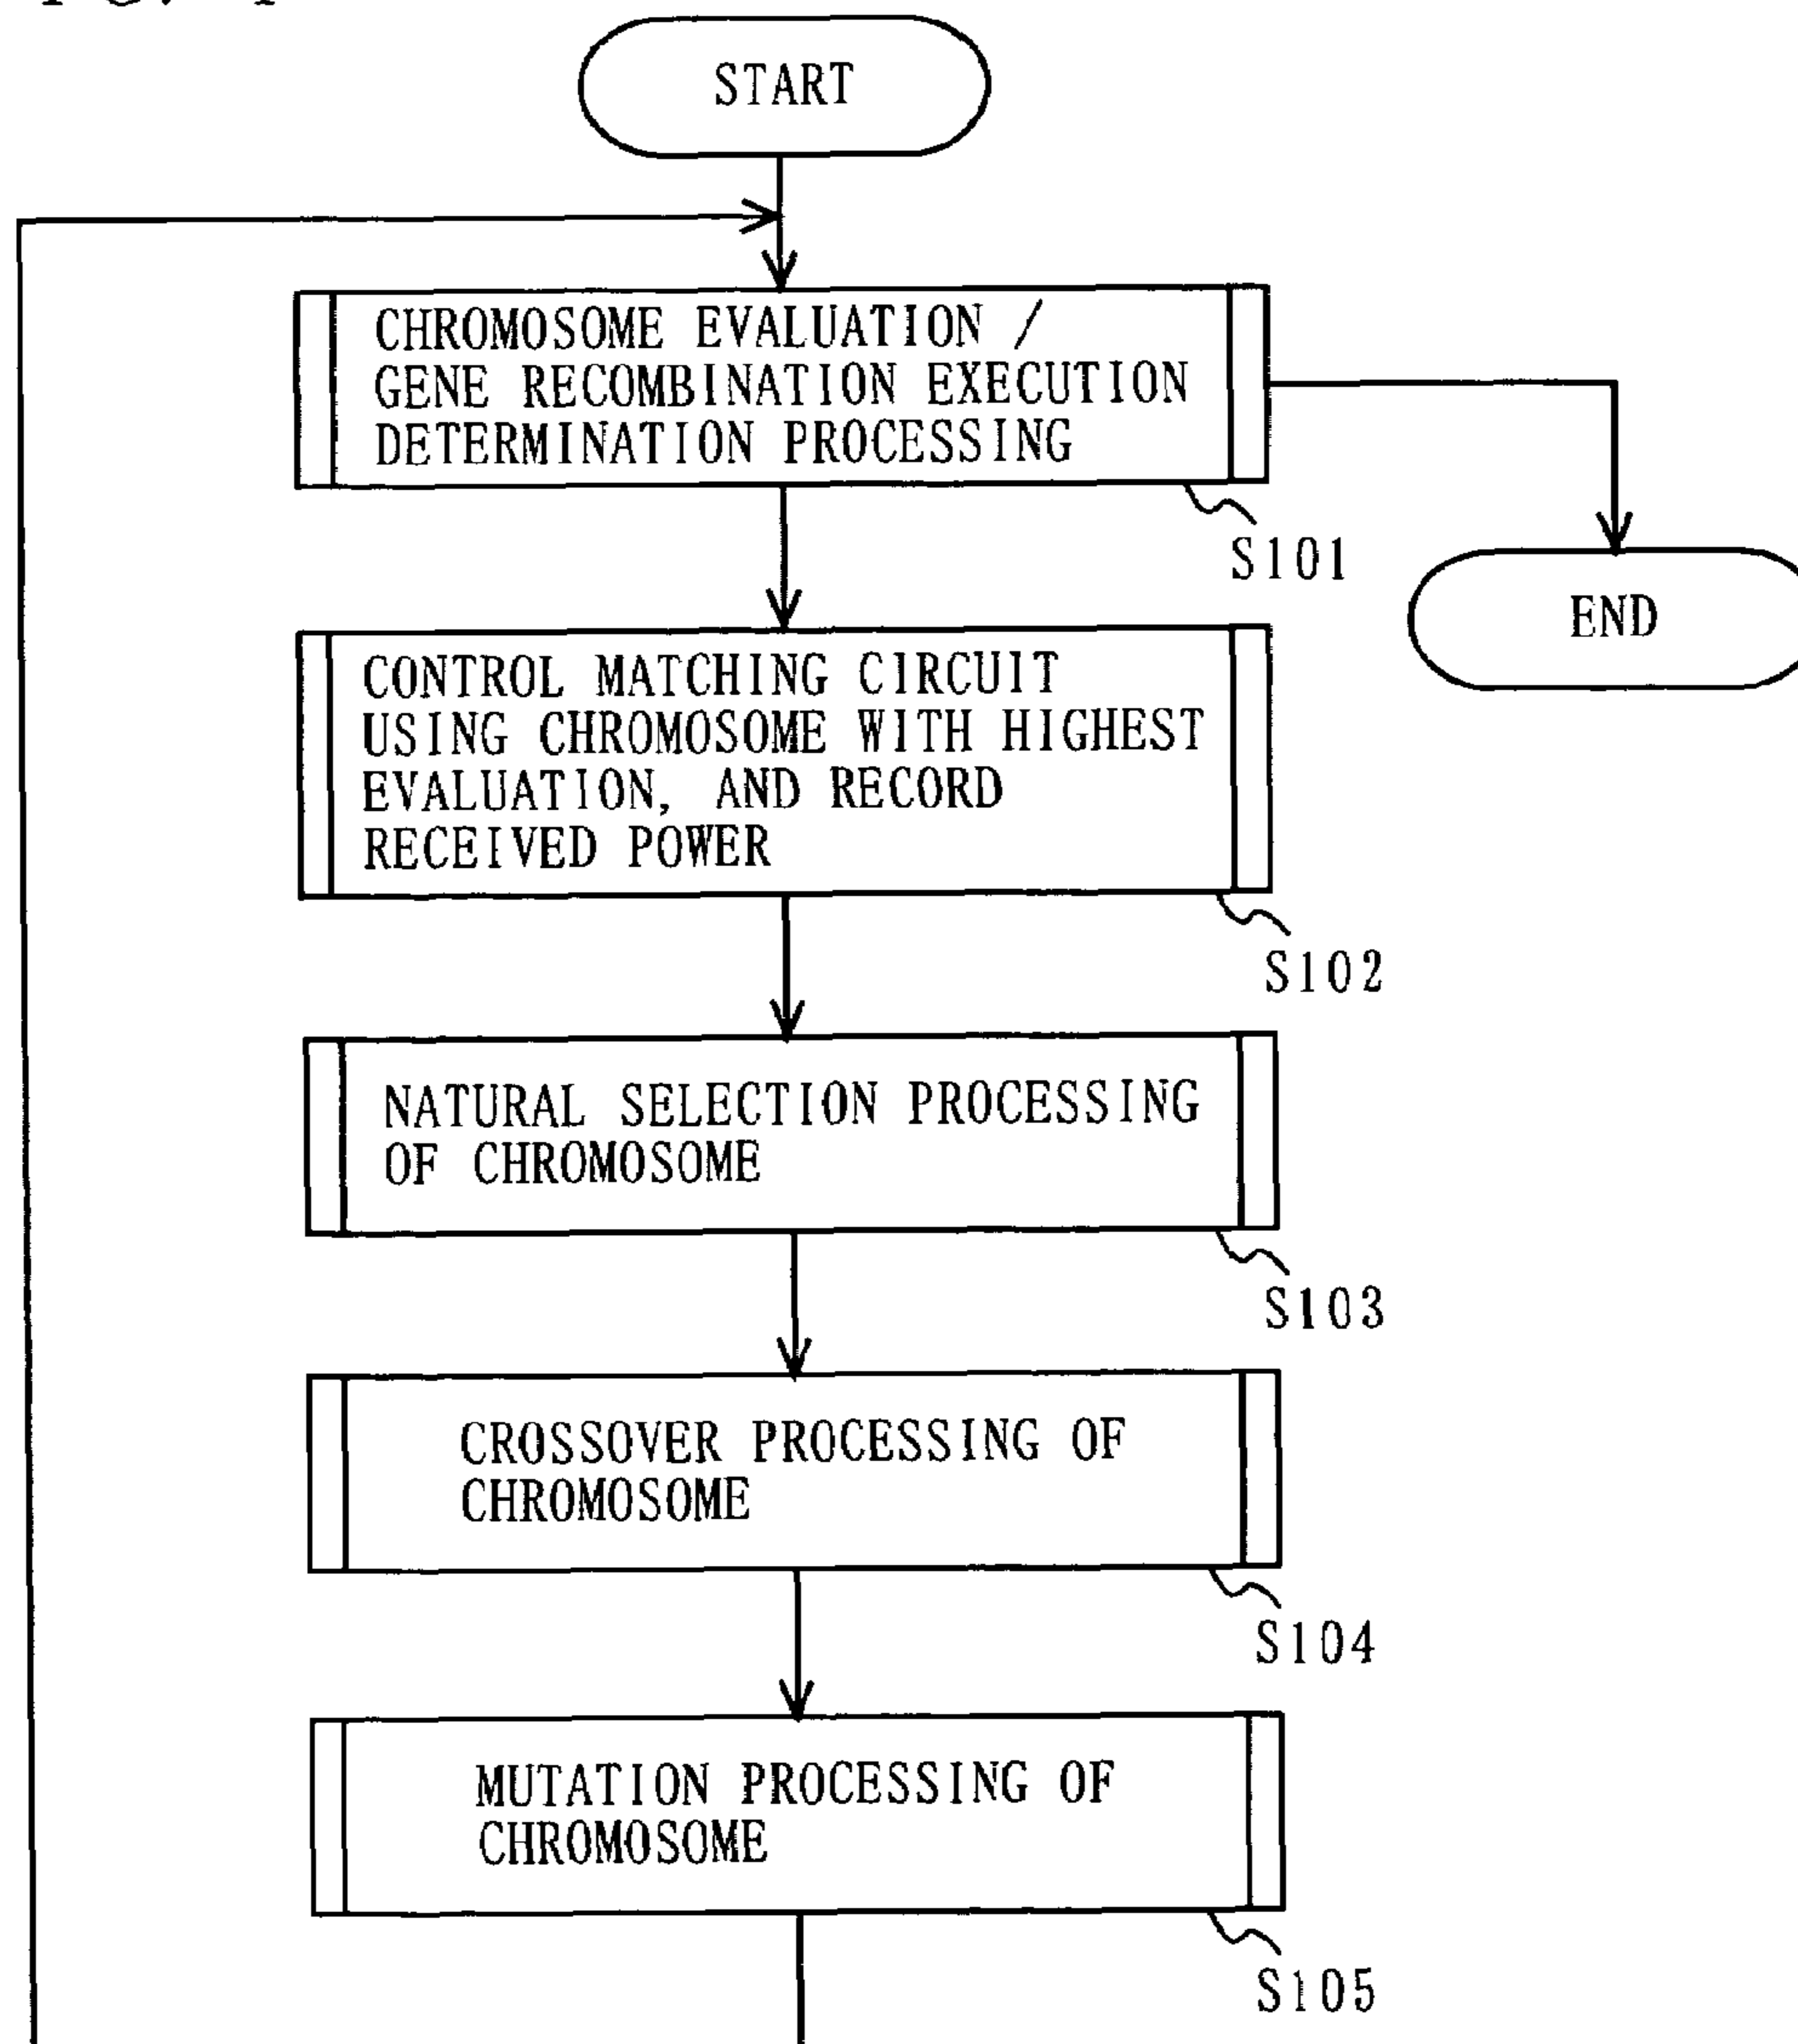 START
CHROMOSOME EVALUATION /
GENE RECOMBINATION EXECUTION
DETERMINATION PROCESSING
S101
END
CONTROL MATCHING CIRCUIT
USING CHROMOSOME WITH HIGHEST
EVALUATION, AND RECORD
RECEIVED POWER
S102
NATURAL SELECTION PROCESSING
OF CHROMOSOME
S103
CROSSOVER PROCESSING OF
CHROMOSOME
S104
MUTATION PROCESSING OF
CHROMOSOME
S105